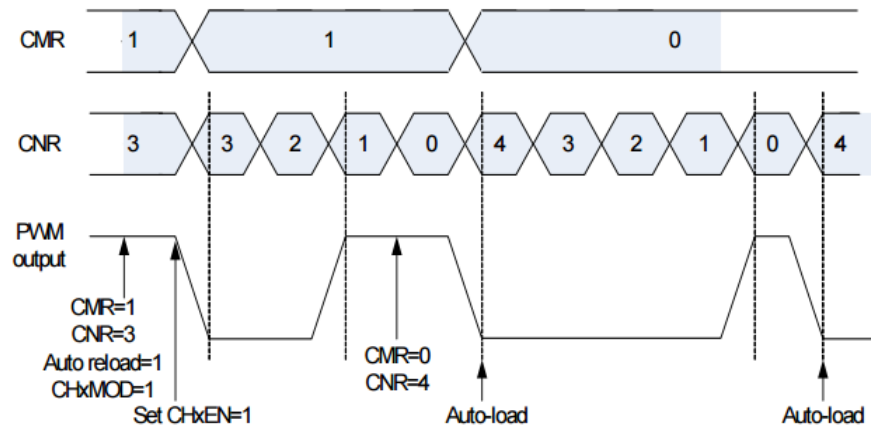 CMR 1 1 0
CNR 3 3 2 1 0 4 3 2 1 0 4
PWM
output
CMR=1
CNR=3
Auto reload=1
CHxMOD=1
Set CHxEN=1
CMR=0
CNR=4
Auto-load
Auto-load